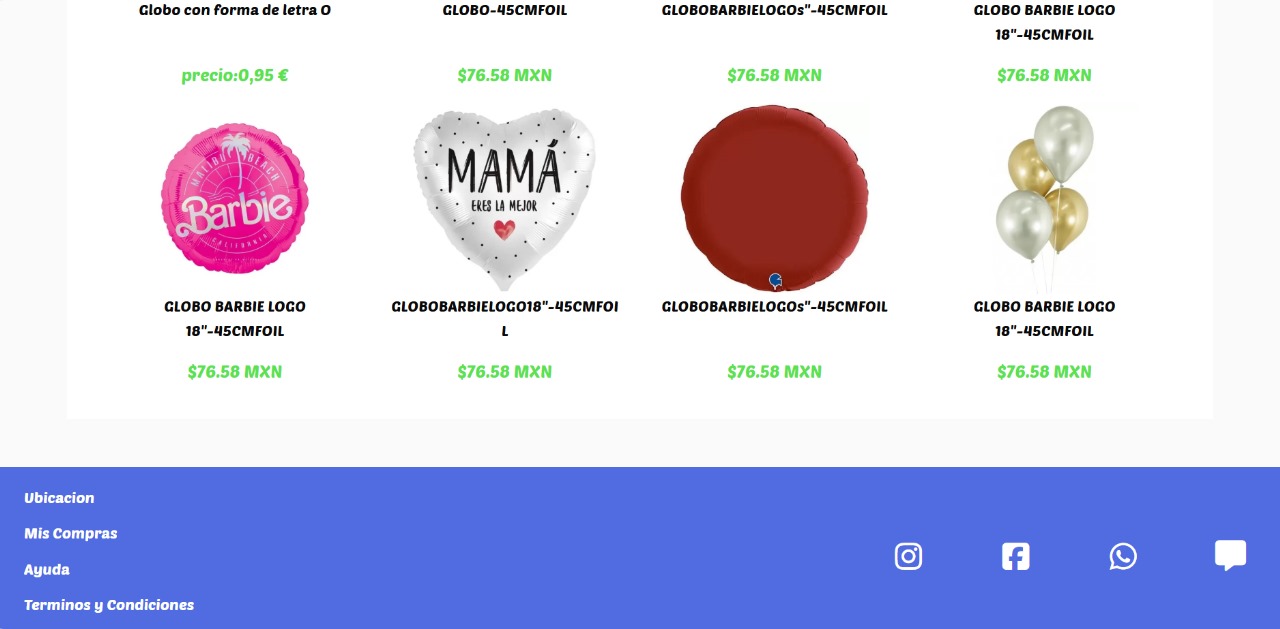 Globo con forma de letra O
GLOBO-45CMFOIL
GLOBOBARBIELOGOs"-45CMFOIL
GLOBO BARBIE LOGO
18"-45CMFOIL
precio:0,95 €
$76.58 MXN
$76.58 MXN
$76.58 MXN
MALIBU BEACH
Barbie
CALIFORNIA
MAMÁ
ERES LA MEJOR
GLOBO BARBIE LOGO
18"-45CMFOIL
GLOBOBARBIELOGO18"-45CMFOI
L
GLOBOBARBIELOGOs"-45CMFOIL
GLOBO BARBIE LOGO
18"-45CMFOIL
$76.58 MXN
$76.58 MXN
$76.58 MXN
$76.58 MXN
Ubicacion
Mis Compras
Ayuda
Terminos y Condiciones